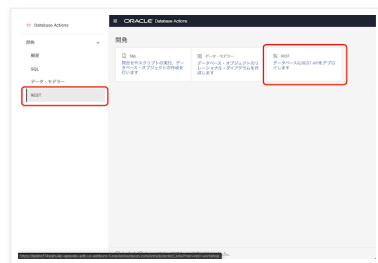 Database Actions
ORACLE Database Actions
開発
概要
SQL
データ・モデラー
REST
開発
SQL
問合せやスクリプトの実行、デー
タベース・オブジェクトの作成を
行います
データ・モデラー
データベース・オブジェクトのリ
レーショナル・ダイアグラムを作
成します
REST
データベースにREST APIをデプロ
イします